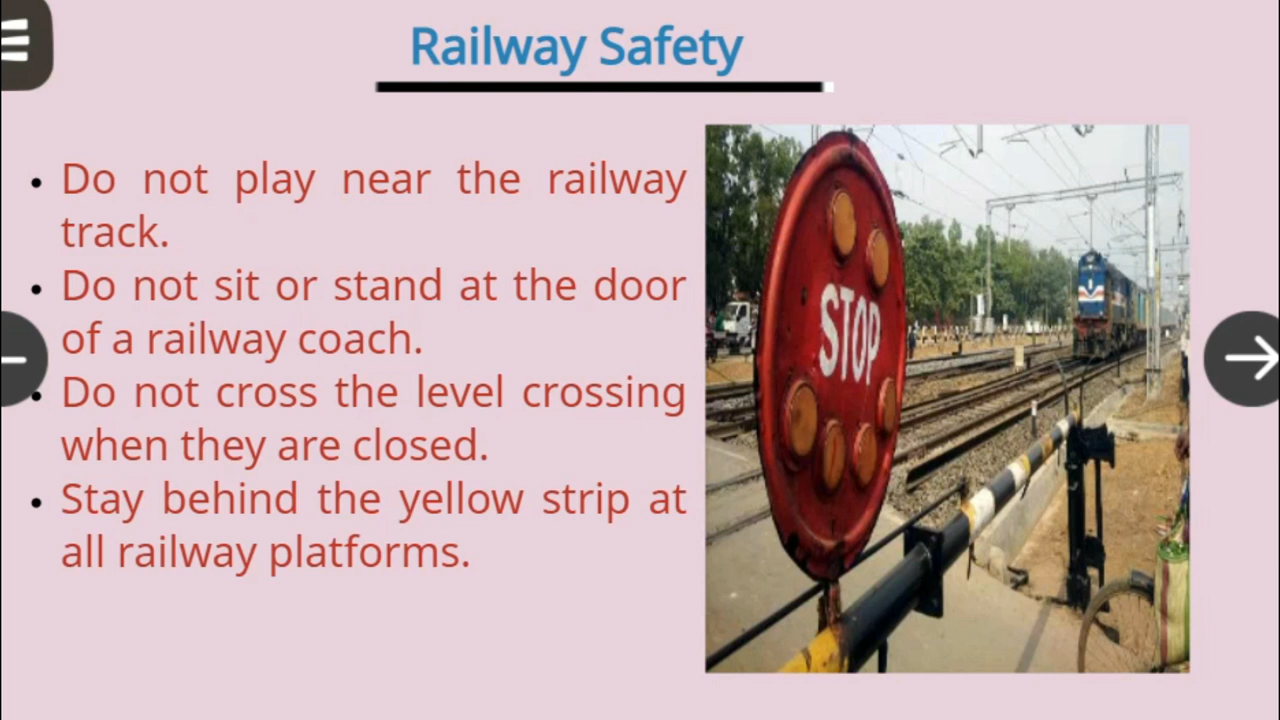 Railway Safety
• Do not play near the railway
track.
• Do not sit or stand at the door
of a railway coach.
• Do not cross the level crossing
when they are closed.
• Stay behind the yellow strip at
all railway platforms.
STOP